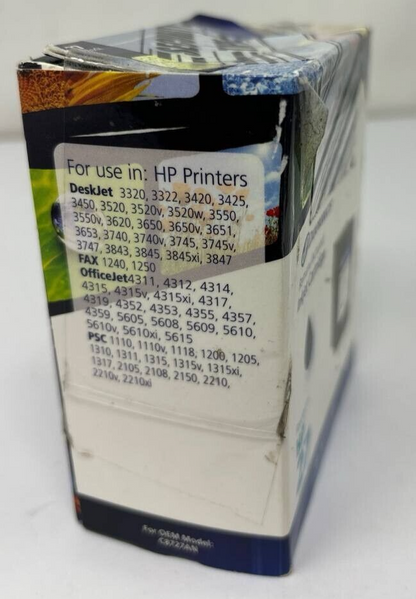 For use in: HP Printers
DeskJet 3320, 3322, 3420, 3425,
3450, 3520, 3520v, 3520w, 3550,
3550v, 3620, 3650, 3650v, 3651,
3653, 3740, 3740v, 3745, 3745v,
3747, 3843, 3845, 3845xi, 3847
FAX 1240, 1250
OfficeJet4311, 4312, 4314,
4315, 4315v, 4315xi, 4317,
4319, 4352, 4353, 4355, 4357,
4359, 5605, 5608, 5609, 5610,
5610v, 5610xi, 5615
PSC 1110, 1110v, 1118, 1200, 1205,
1310, 1311, 1315, 1315v, 1315xi,
1317, 2105, 2108, 2150, 2210,
2210v, 2210xi
For OEM Model:
C8727AN